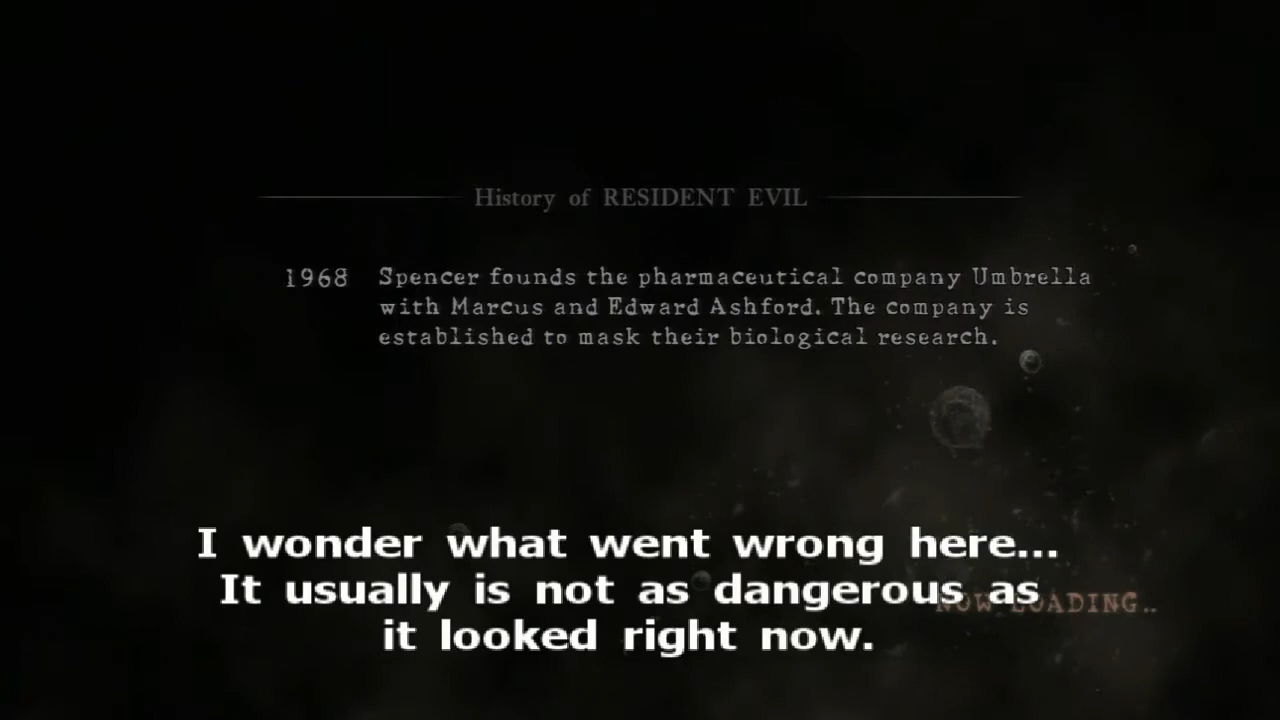 History of RESIDENT EVIL
1968 Spencer founds the pharmaceutical company Umbrella
with Marcus and Edward Ashford. The company is
established to mask their biological research.
I wonder what went wrong here...
It usually is not as dangerous as
NOW LOADING..
it looked right now.